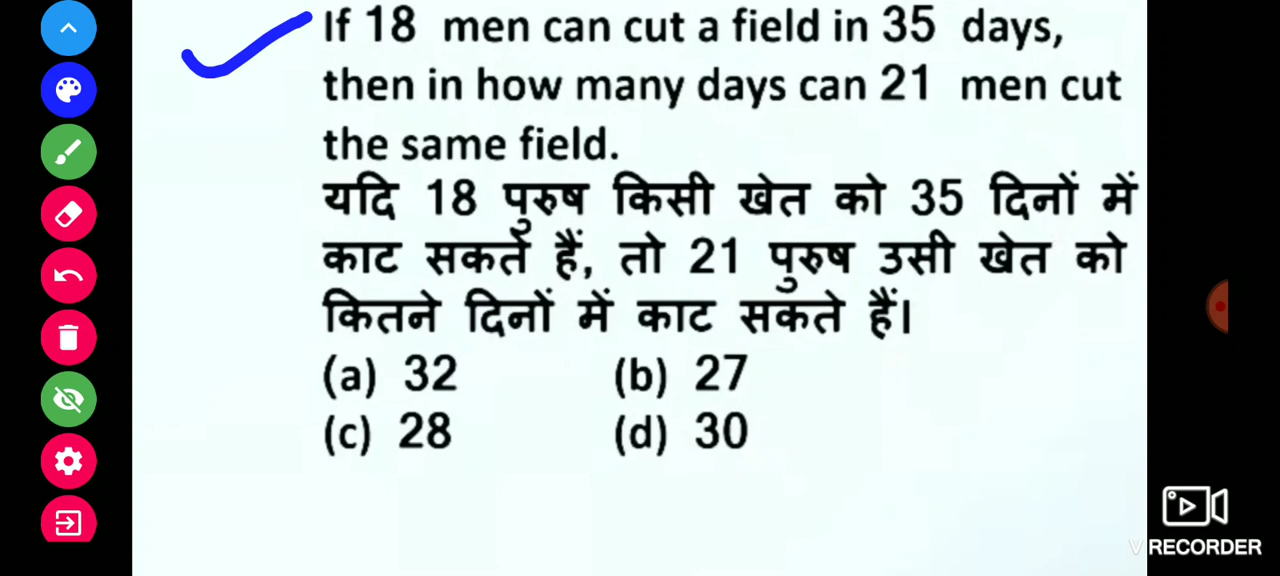 If 18 men can cut a field in 35 days,
then in how many days can 21 men cut
the same field.
यदि 18 पुरुष किसी खेत को 35 दिनों में
काट सकते हैं, तो 21 पुरुष उसी खेत को
कितने दिनों में काट सकते हैं।
(a) 32 (b) 27
(c) 28 (d) 30
V RECORDER